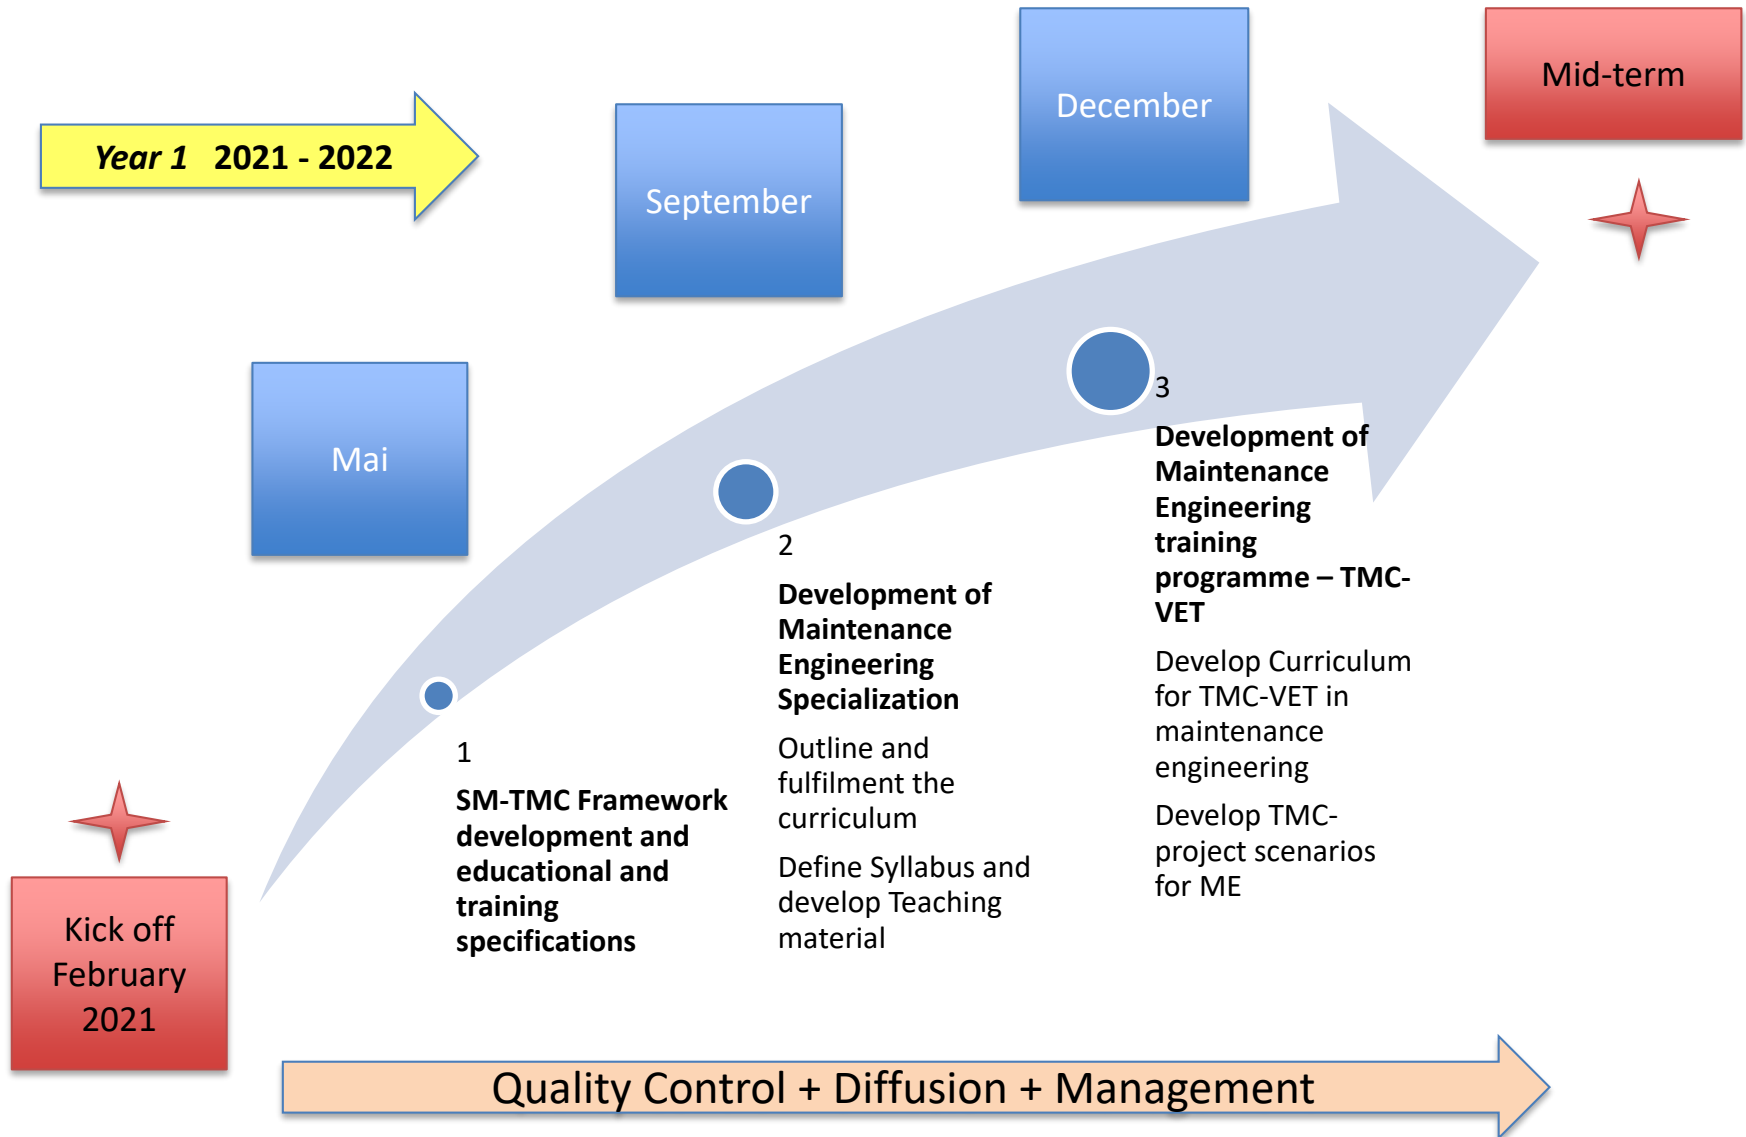 Year 1 2021 - 2022
Mai
September
December
Mid-term
Kick off
February
2021
1
SM-TMC Framework
development and
educational and
training
specifications
2
Development of
Maintenance
Engineering
Specialization
Outline and
fulfilment the
curriculum
Define Syllabus and
develop Teaching
material
3
Development of
Maintenance
Engineering
training
programme – TMC-
VET
Develop Curriculum
for TMC-VET in
maintenance
engineering
Develop TMC-
project scenarios
for ME
Quality Control + Diffusion + Management